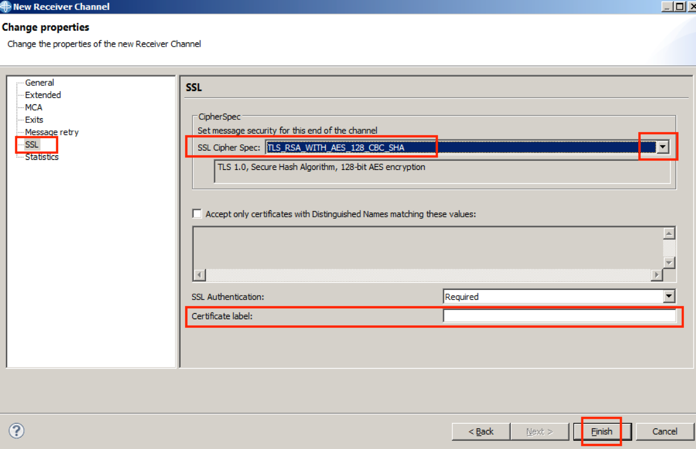 New Receiver Channel
Change properties
Change the properties of the new Receiver Channel
General
Extended
MCA
Exits
Message retry
SSL
Statistics
SSL
CipherSpec
Set message security for this end of the channel
SSL Cipher Spec: TLS_RSA_WITH_AES_128_CBC_SHA
TLS 1.0, Secure Hash Algorithm, 128-bit AES encryption
Accept only certificates with Distinguished Names matching these values:
SSL Authentication: Required
Certificate label:
? < Back Next > Finish Cancel